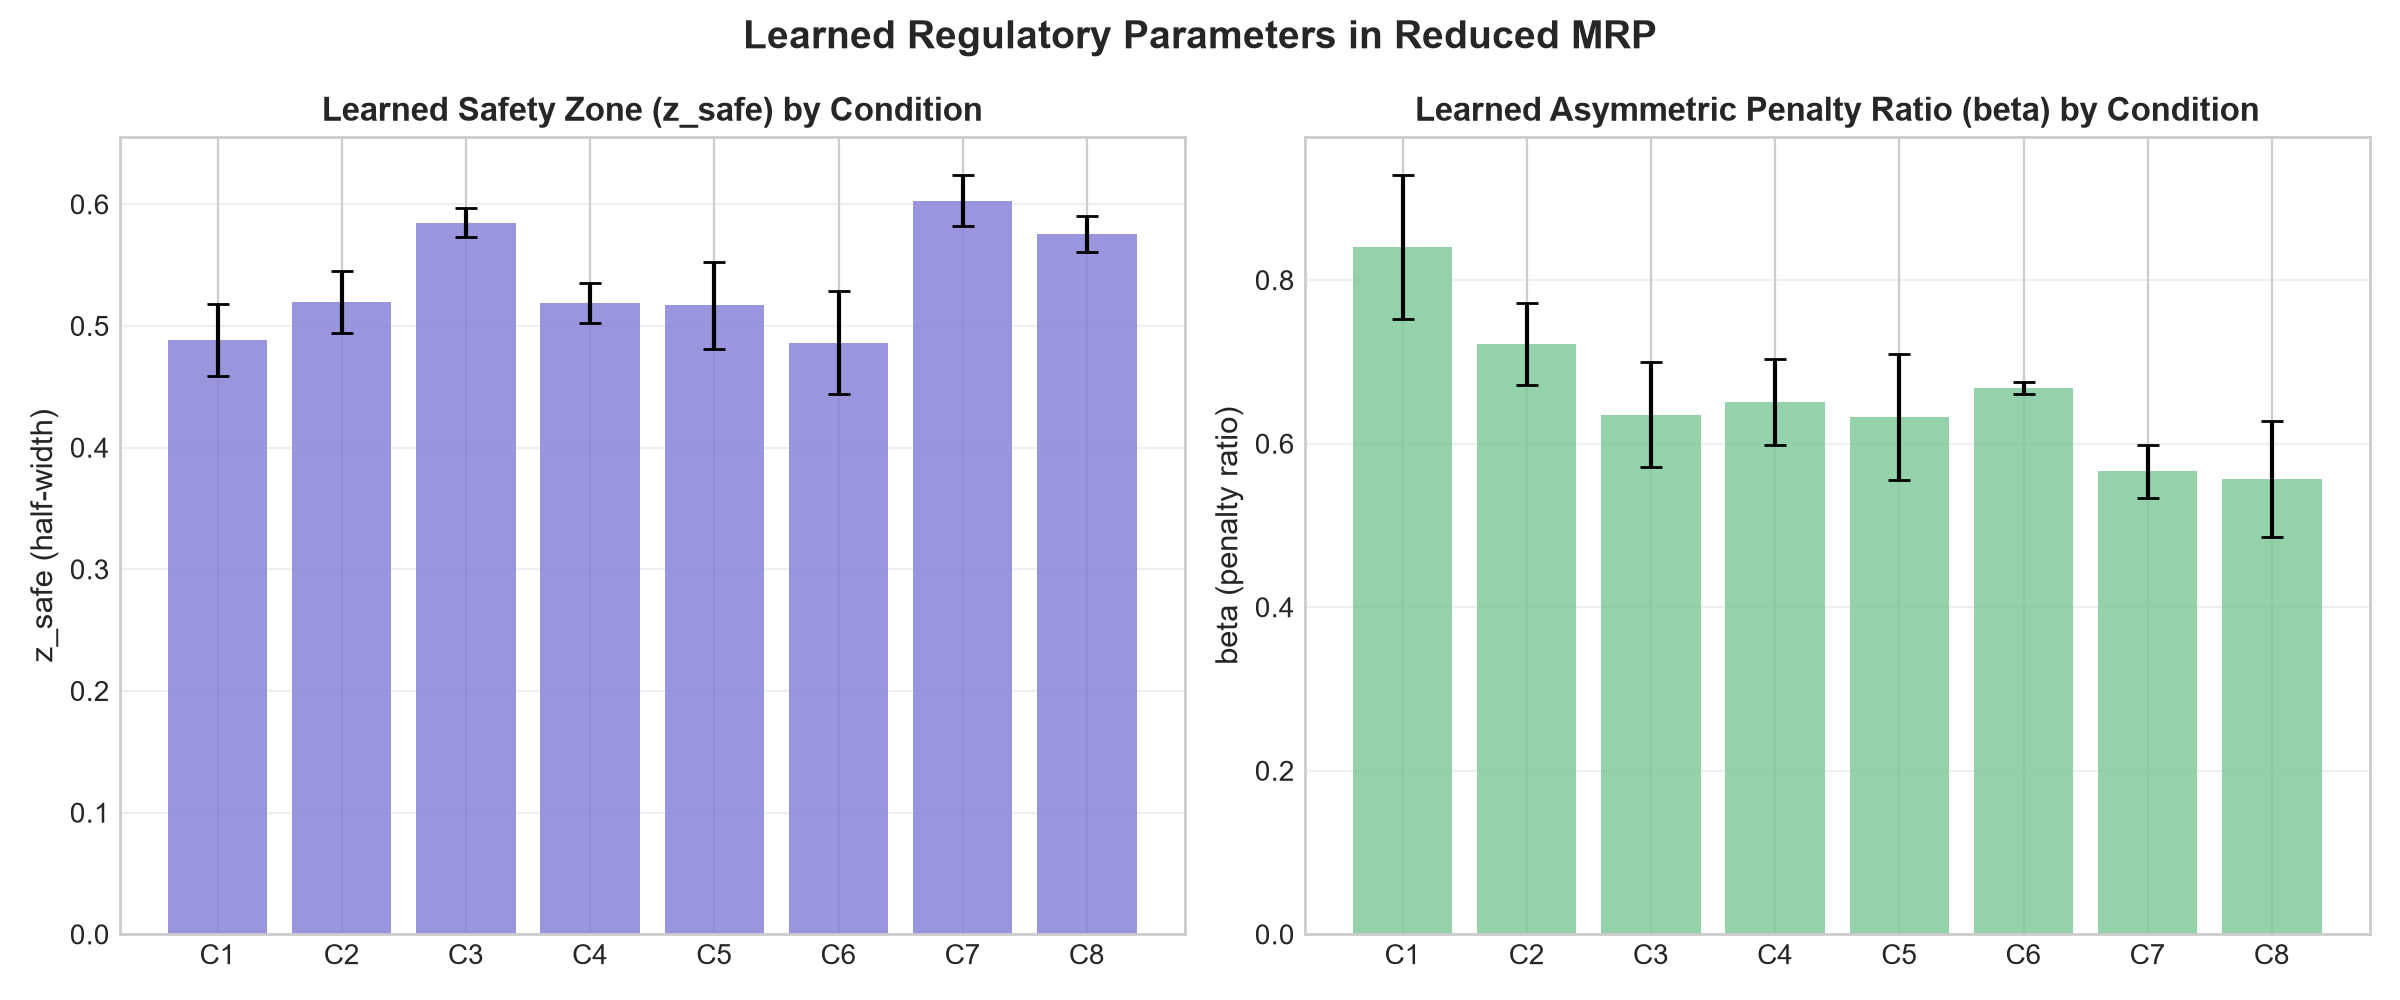 Learned Regulatory Parameters in Reduced MRP
Learned Safety Zone (z_safe) by Condition
z_safe (half-width)
0.6
0.5
0.4
0.3
0.2
0.1
0.0
C1 C2 C3 C4 C5 C6 C7 C8
Learned Asymmetric Penalty Ratio (beta) by Condition
beta (penalty ratio)
0.8
0.6
0.4
0.2
0.0
C1 C2 C3 C4 C5 C6 C7 C8